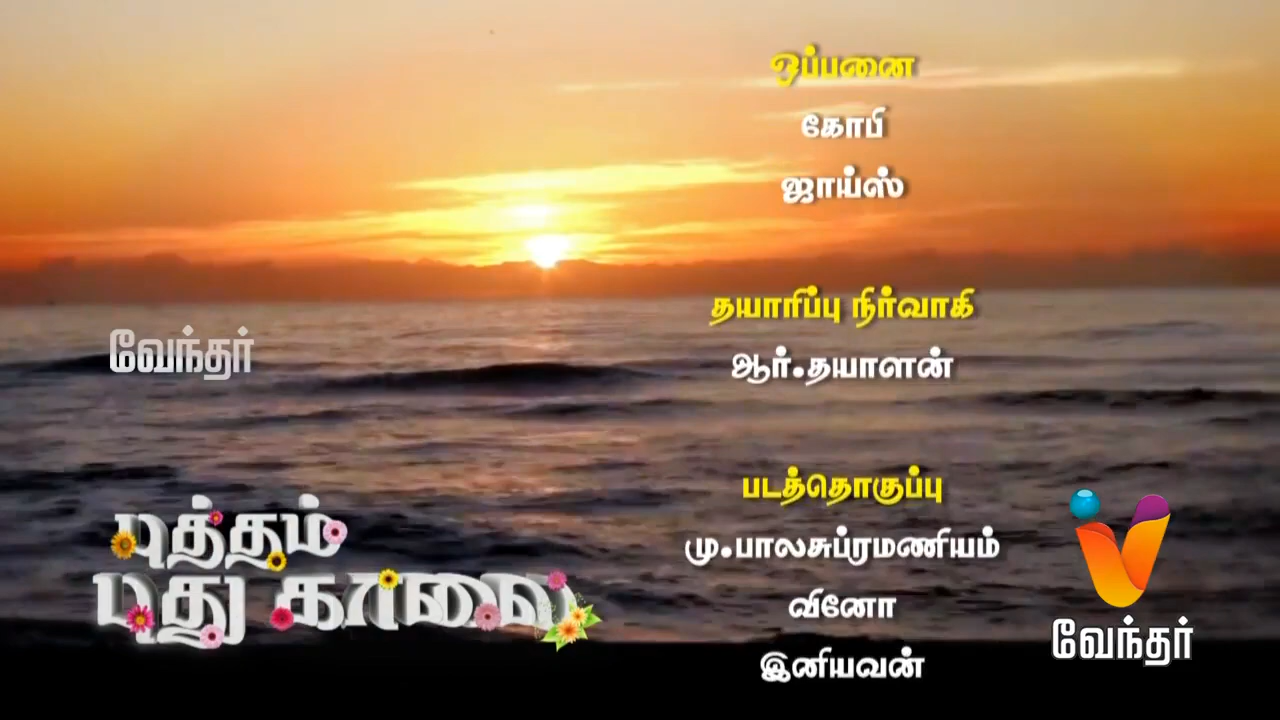 ஒப்பனை
கோபி
ஜாய்ஸ்
தயாரிப்பு நிர்வாகி
ஆர்.தயாளன்
படத்தொகுப்பு
மு.பாலசுப்ரமணியம்
வினோ
இனியவன்
வேந்தர்
புத்தம்
புது காலை
வேந்தர்